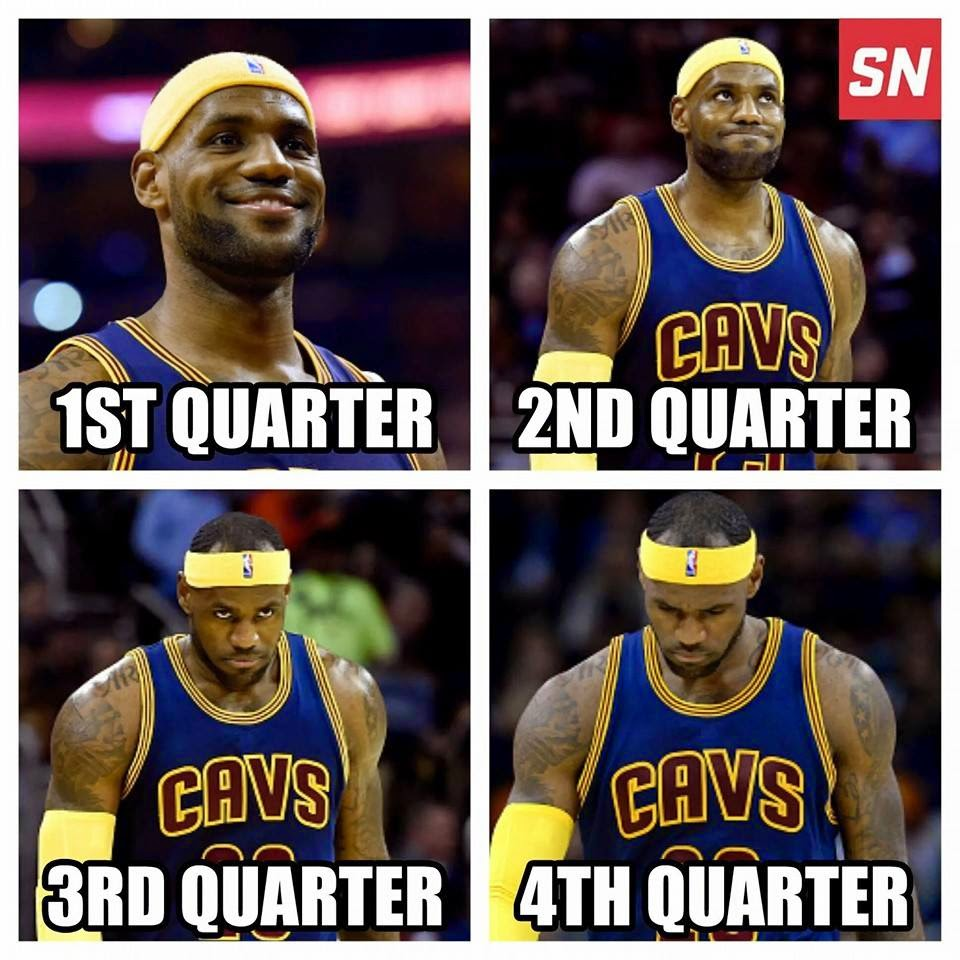 SN
1ST QUARTER
2ND QUARTER
CAVS
CAVS
CAVS
3RD QUARTER
4TH QUARTER